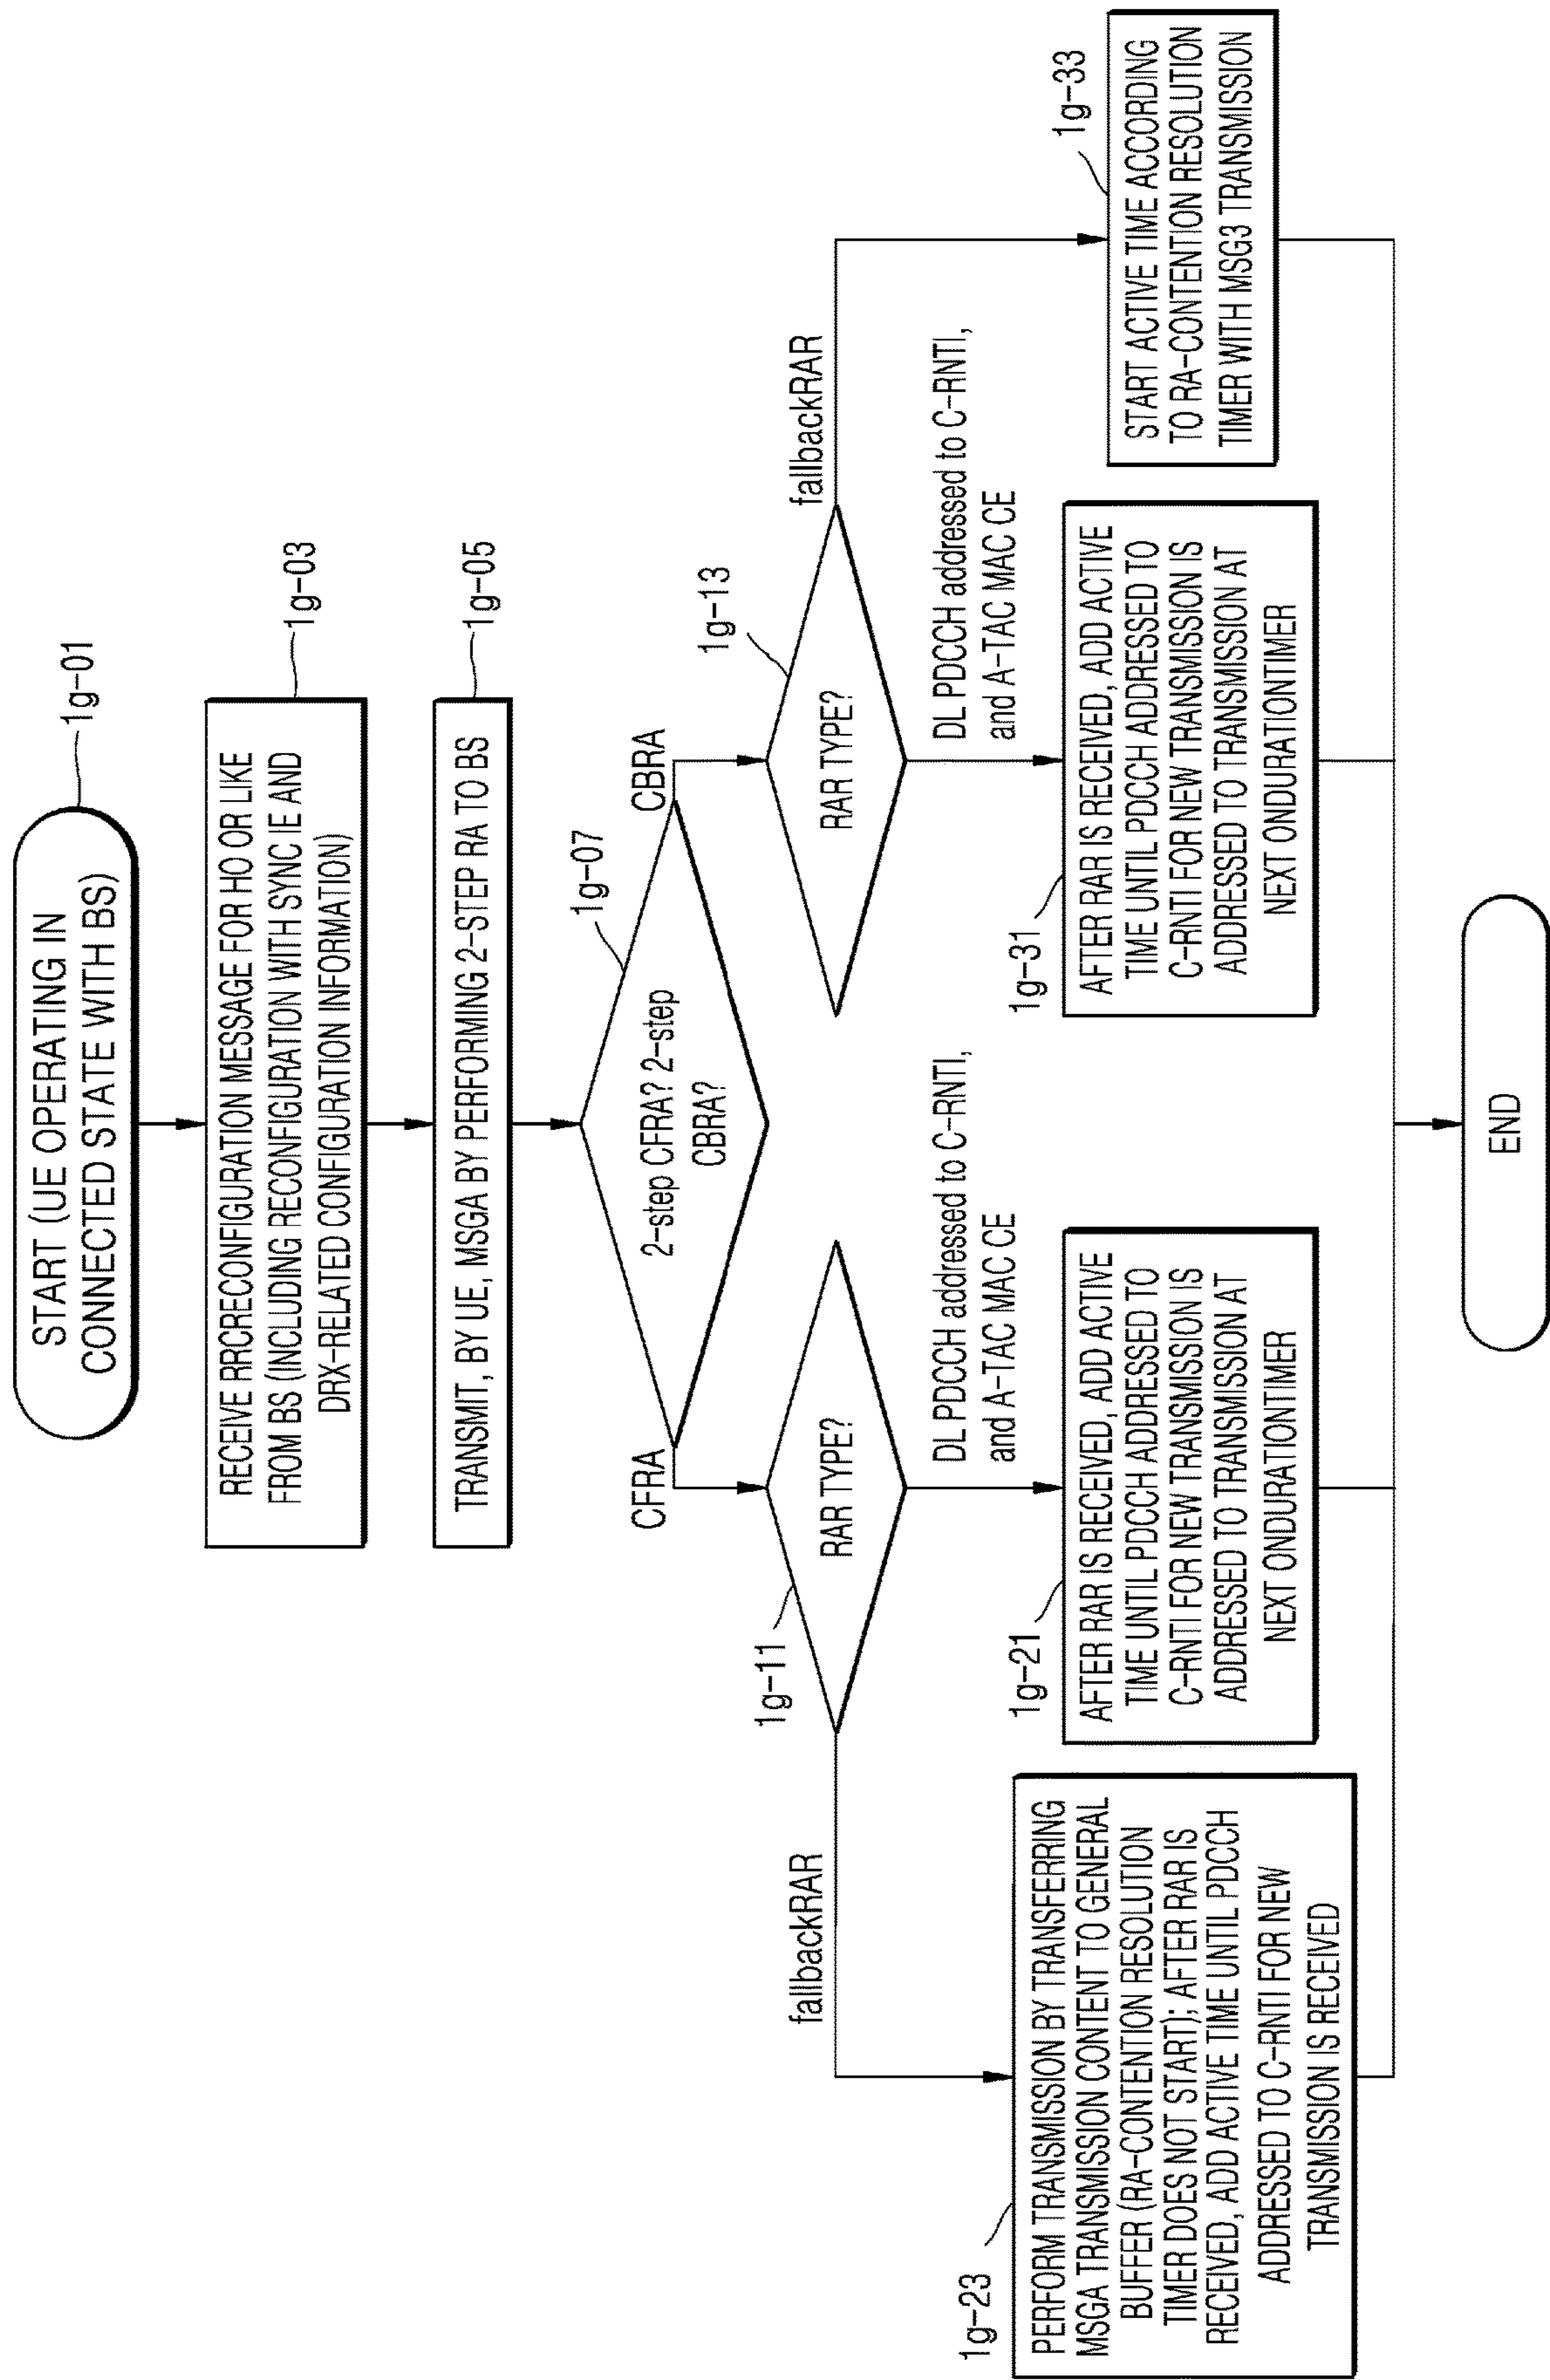 START (UE OPERATING IN
CONNECTED STATE WITH BS)
1g-01
RECEIVE RRCRECONFIGURATION MESSAGE FOR HO OR LIKE
FROM BS (INCLUDING RECONFIGURATION WITH SYNC IE AND
DRX-RELATED CONFIGURATION INFORMATION)
1g-03
TRANSMIT, BY UE, MSGA BY PERFORMING 2-STEP RA TO BS
1g-05
2-step CFRA? 2-step
CBRA?
1g-07
CFRA
CBRA
1g-11
RAR TYPE?
fallbackRAR
DL PDCCH addressed to C-RNTI,
and A-TAC MAC CE
1g-13
RAR TYPE?
fallbackRAR
DL PDCCH addressed to C-RNTI,
and A-TAC MAC CE
1g-23
PERFORM TRANSMISSION BY TRANSFERRING
MSGA TRANSMISSION CONTENT TO GENERAL
BUFFER (RA-CONTENTION RESOLUTION
TIMER DOES NOT START); AFTER RAR IS
RECEIVED, ADD ACTIVE TIME UNTIL PDCCH
ADDRESSED TO C-RNTI FOR NEW
TRANSMISSION IS RECEIVED
1g-21
AFTER RAR IS RECEIVED, ADD ACTIVE
TIME UNTIL PDCCH ADDRESSED TO
C-RNTI FOR NEW TRANSMISSION IS
ADDRESSED TO TRANSMISSION AT
NEXT ONDURATIONTIMER
1g-31
AFTER RAR IS RECEIVED, ADD ACTIVE
TIME UNTIL PDCCH ADDRESSED TO
C-RNTI FOR NEW TRANSMISSION IS
ADDRESSED TO TRANSMISSION AT
NEXT ONDURATIONTIMER
1g-33
START ACTIVE TIME ACCORDING
TO RA-CONTENTION RESOLUTION
TIMER WITH MSG3 TRANSMISSION
END